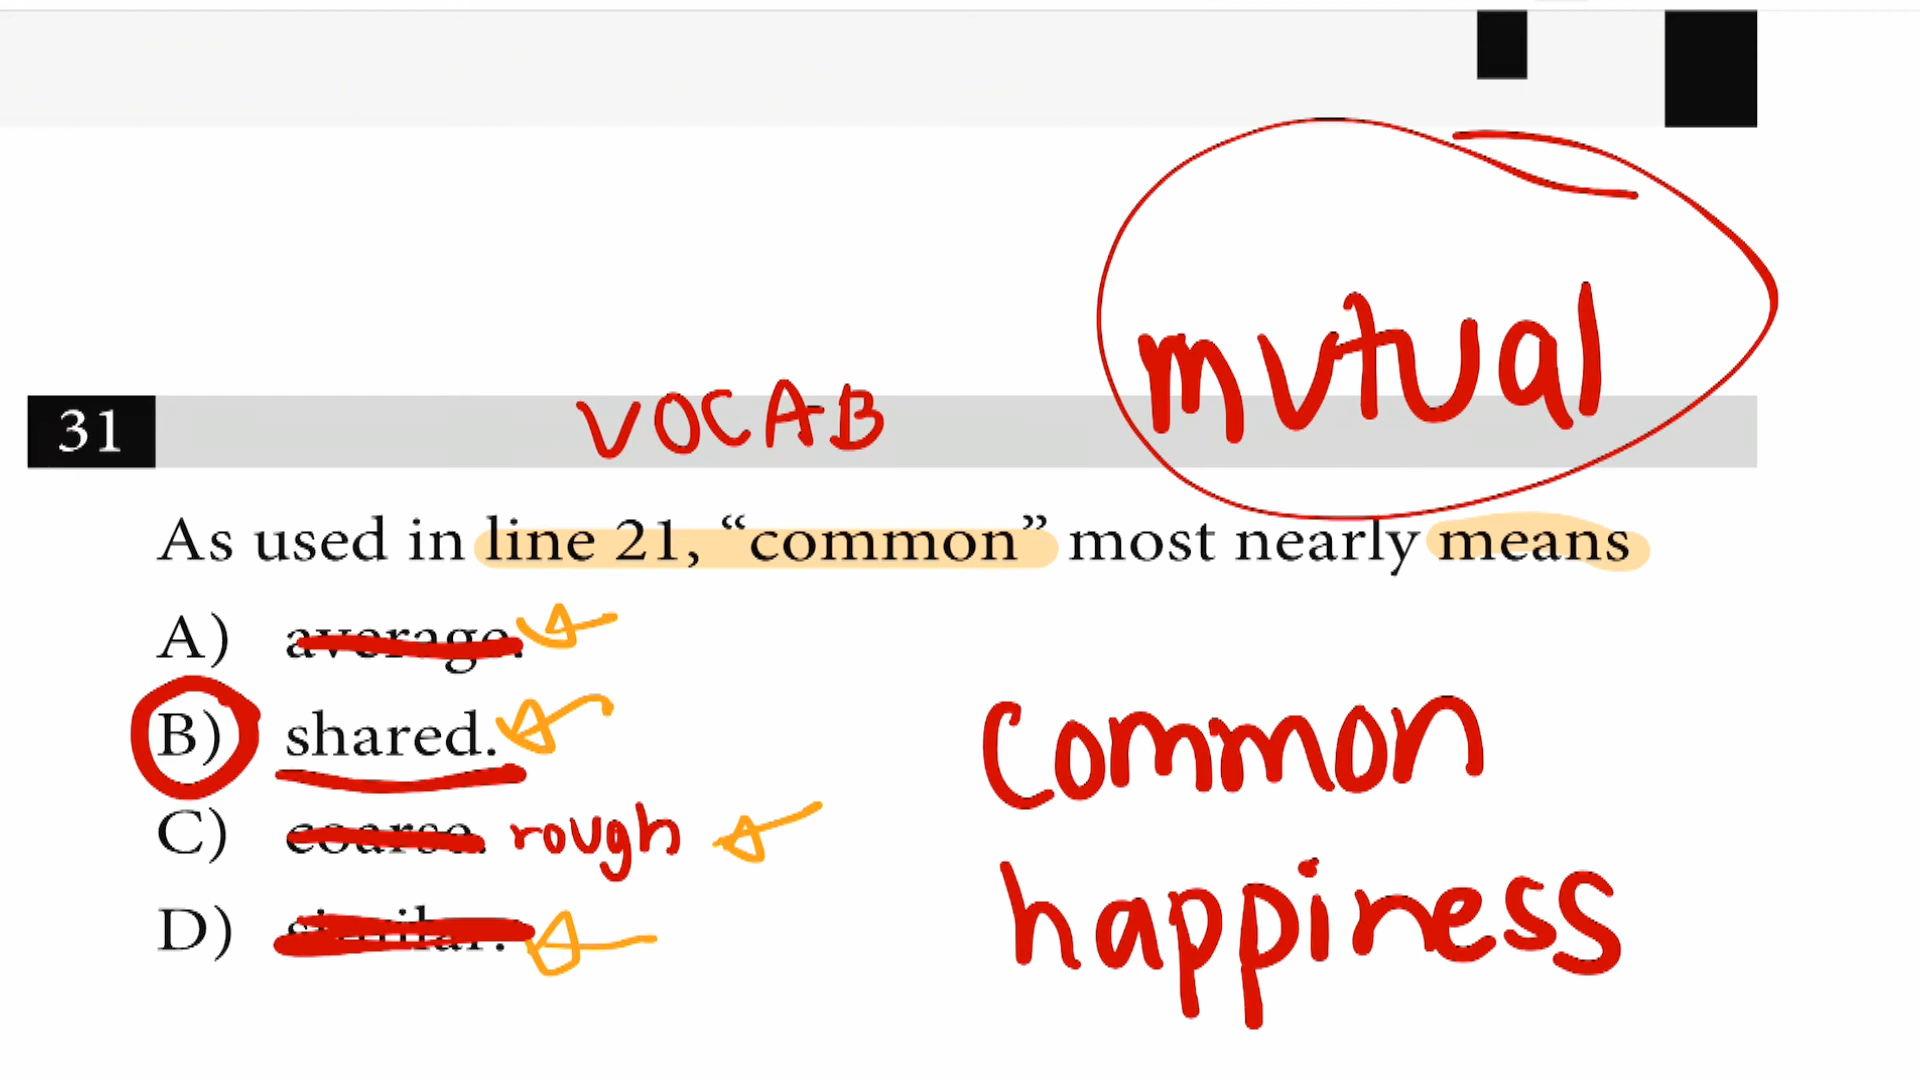 mutual
31 VOCAB
As used in line 21, “common” most nearly means
A) average.
B) shared.
C) coarse. rough
D) similar.
common
happiness